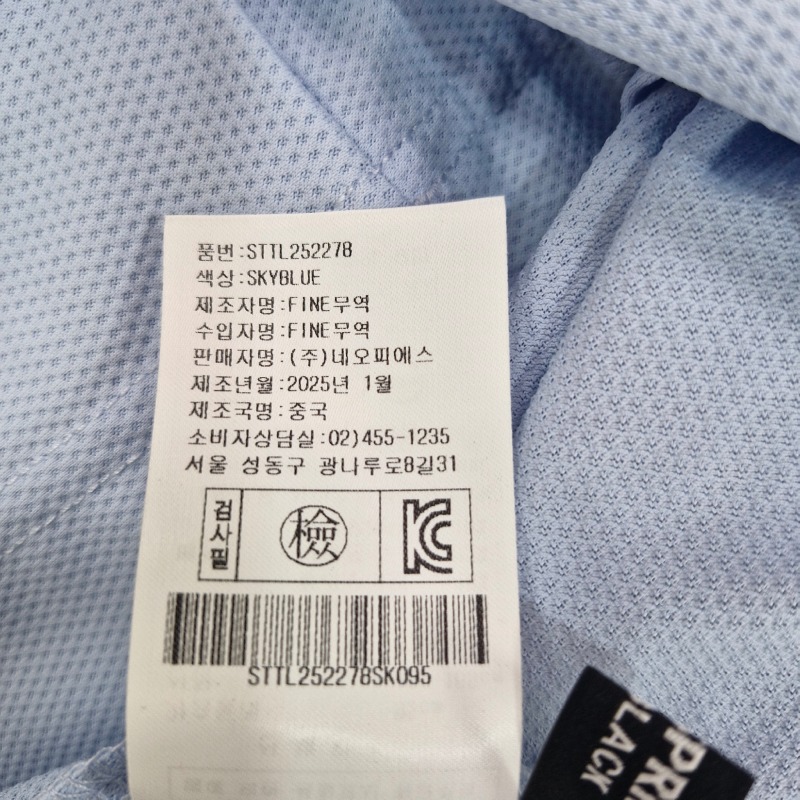 품번:STTL252278
색상:SKYBLUE
제조자명:FINE무역
수입자명:FINE무역
판매자명:(주)네오피에스
제조년월:2025년 1월
제조국명:중국
소비자상담실:02)455-1235
서울 성동구 광나루로8길31
검사필 檢 KC
STTL252278SK095
BLACK